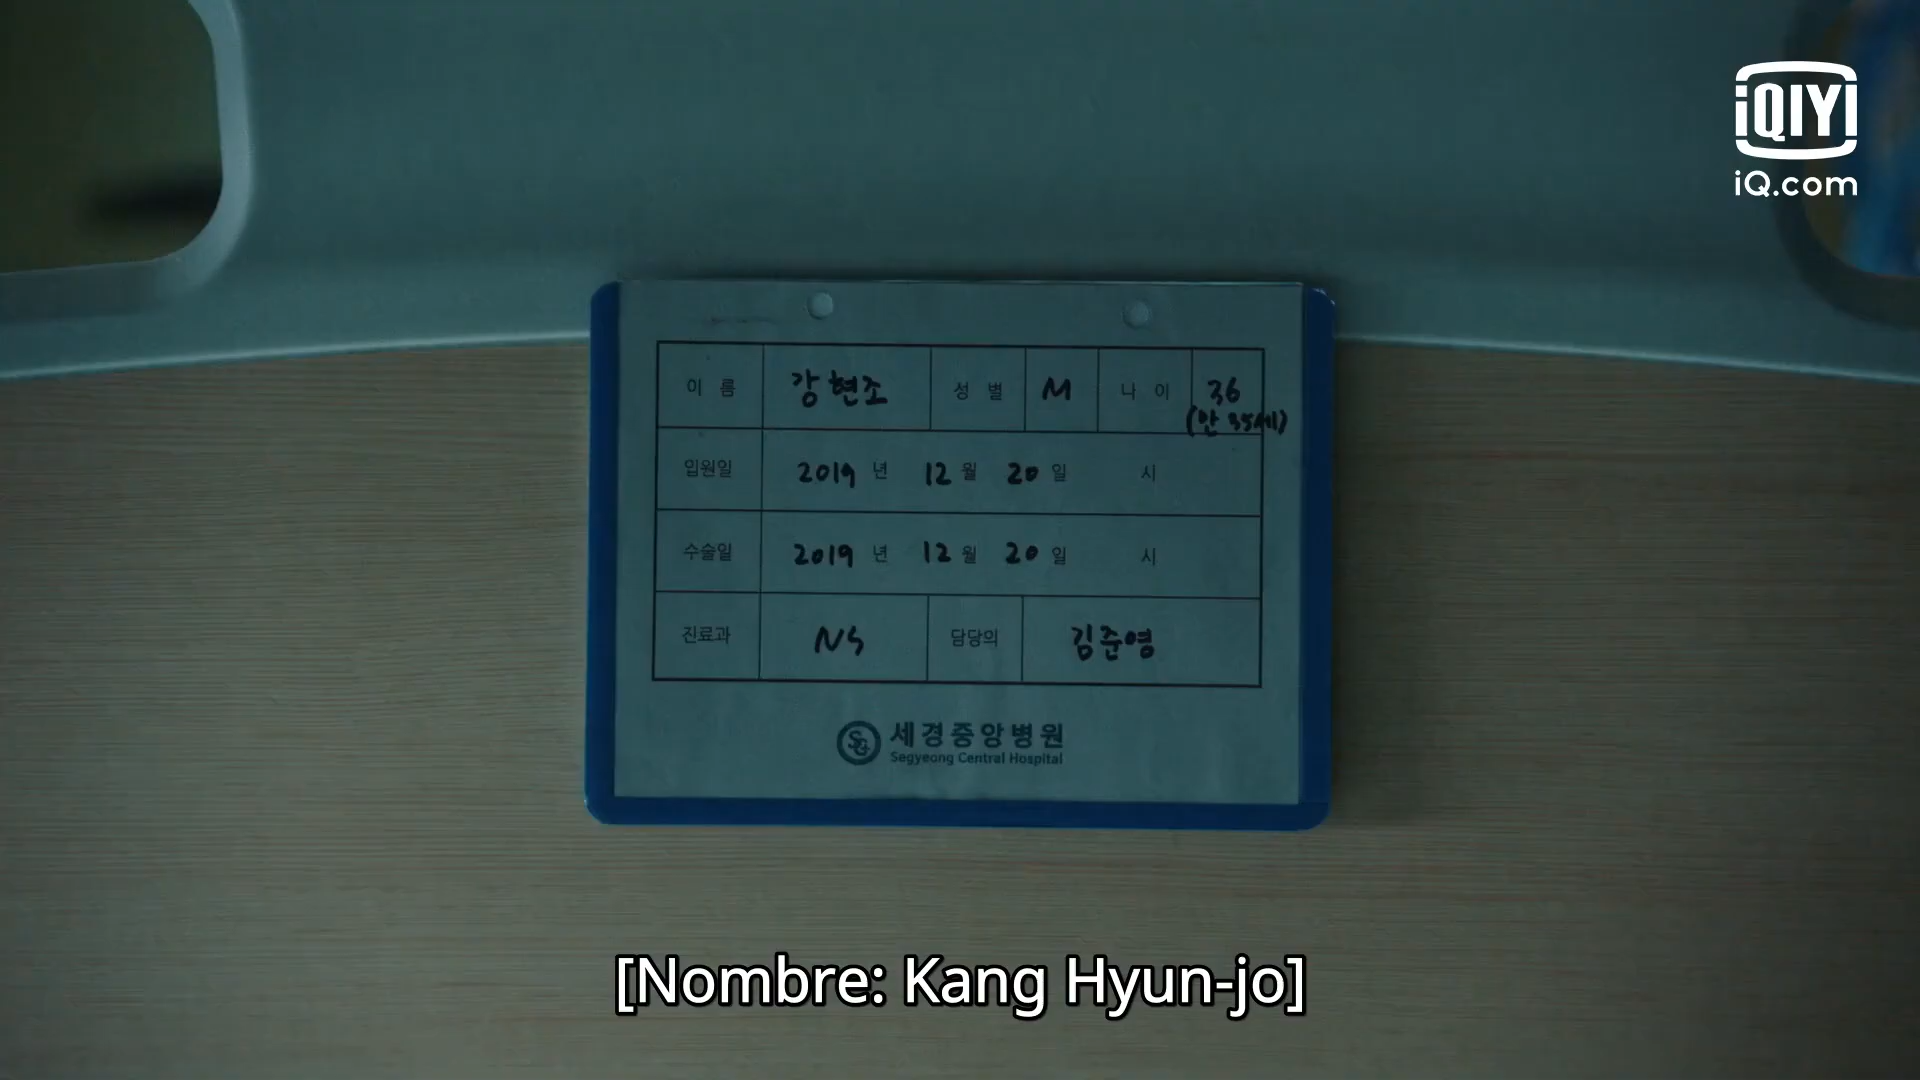 iQIYI
iQ.com
이 름 강현조 성 별 M 나 이 36
(만 35세)
입원일 2019 년 12 월 20 일 시
수술일 2019 년 12 월 20 일 시
진료과 NS 담당의 김준영
SG 세경중앙병원
Segyeong Central Hospital
[Nombre: Kang Hyun-jo]